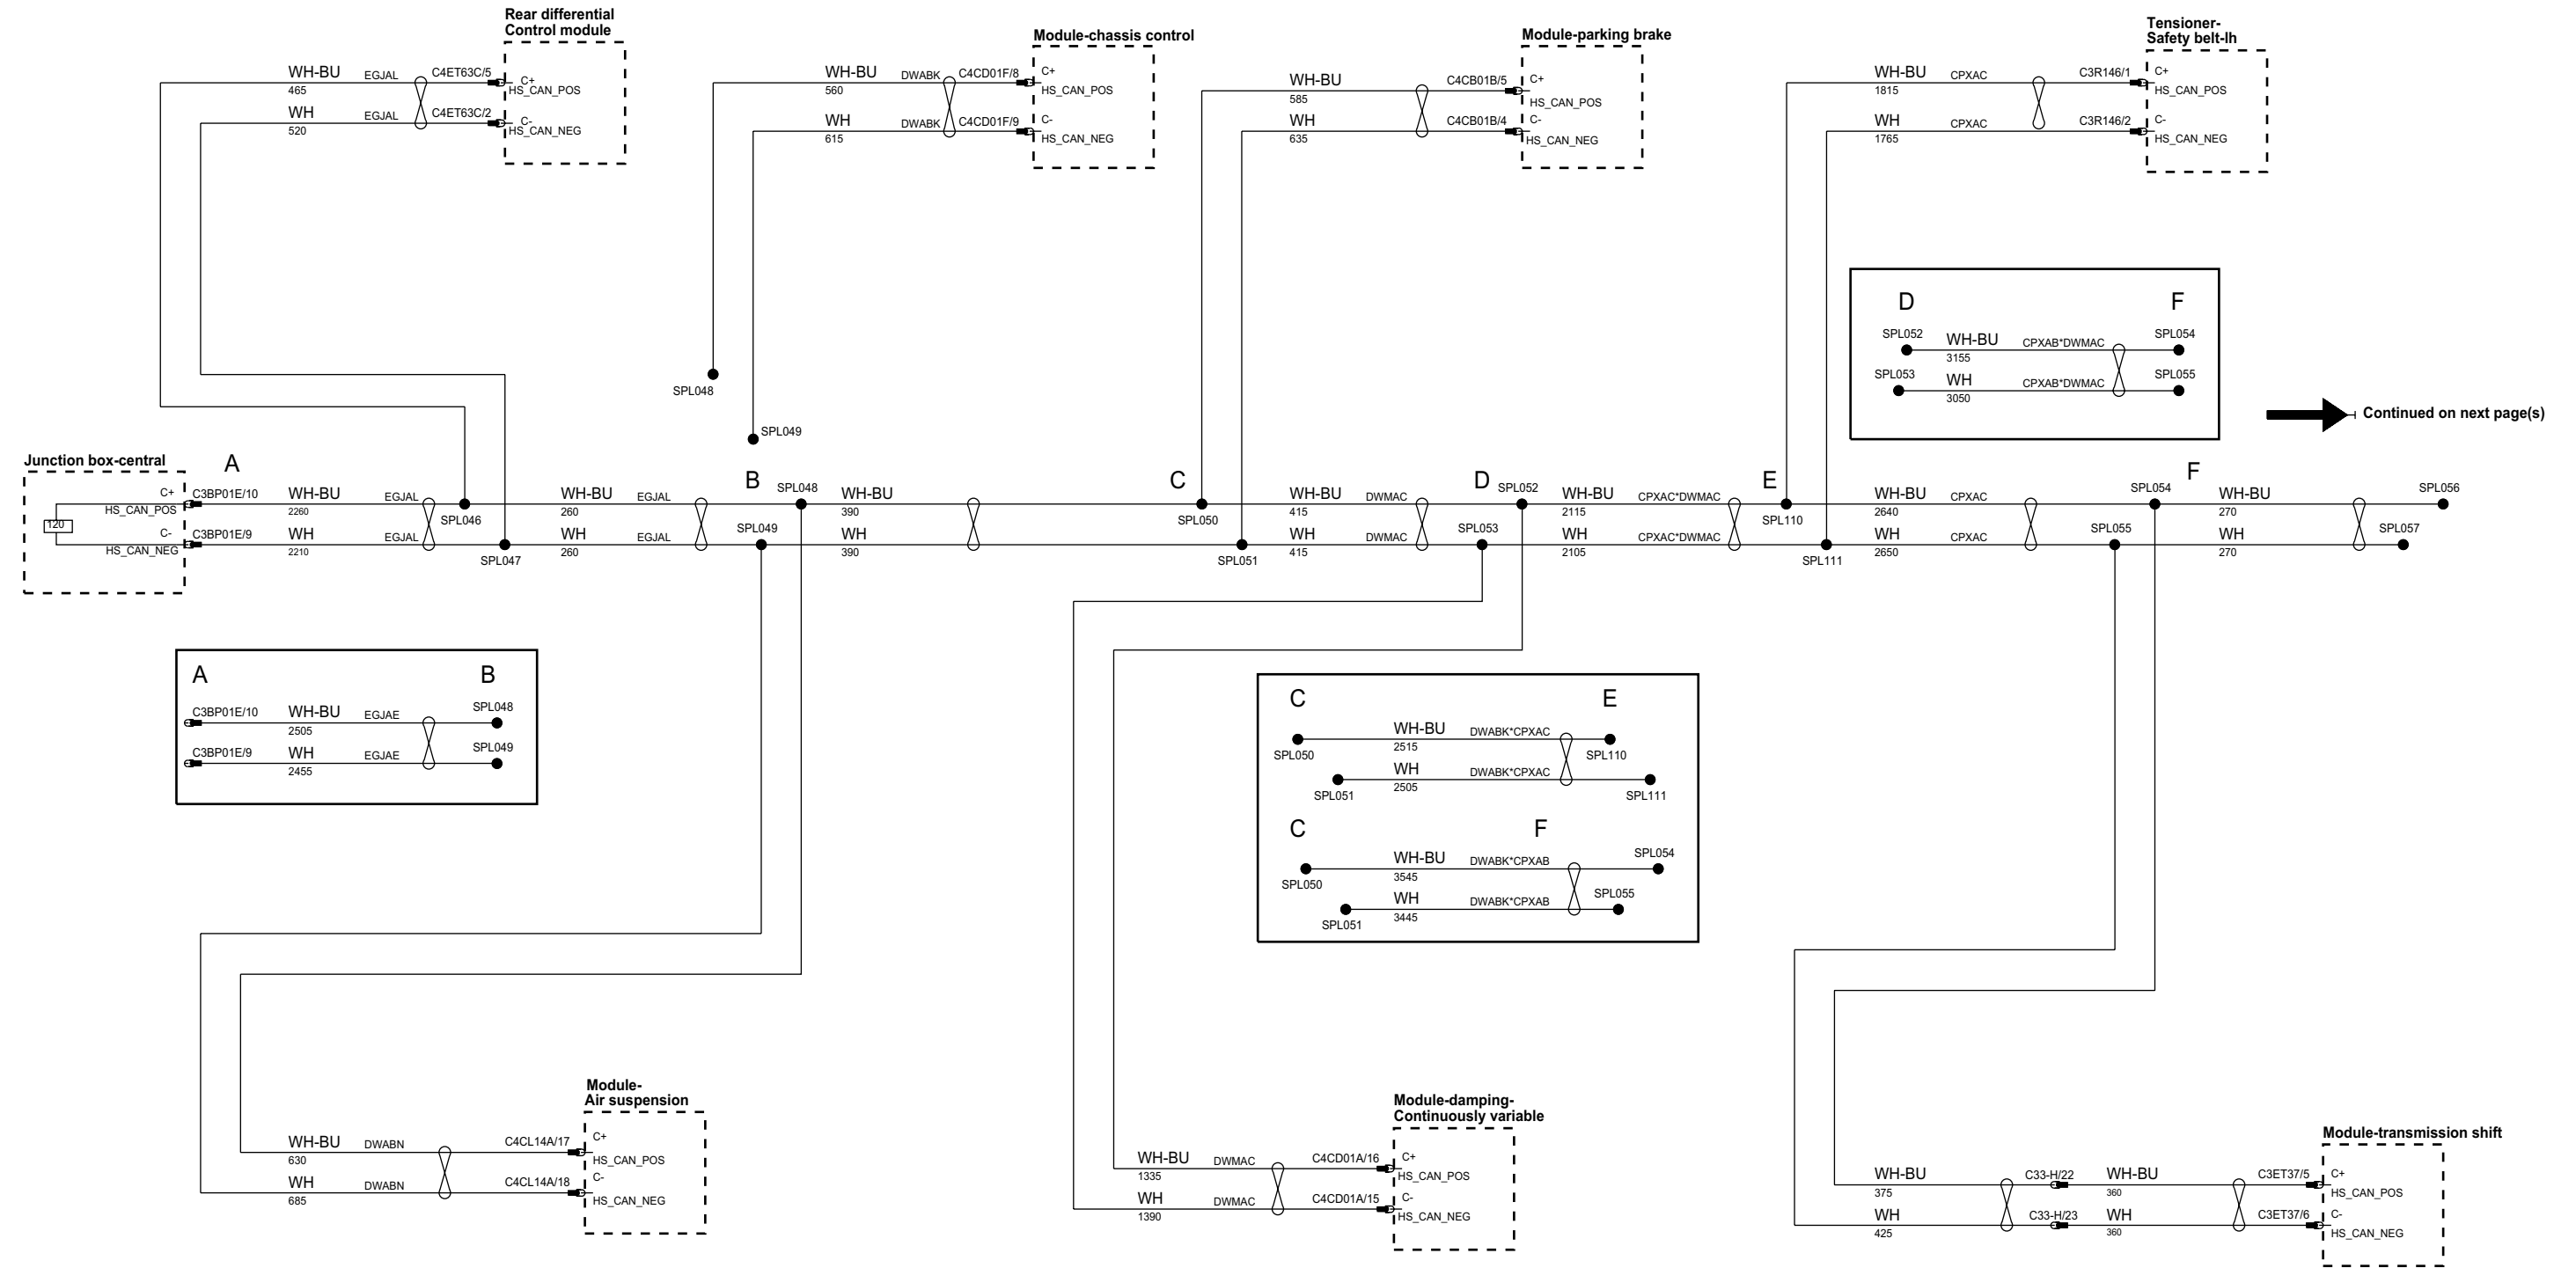 Rear differential
Control module
WH-BU EGJAL C4ET63C/5 C+
465 HS_CAN_POS
WH EGJAL C4ET63C/2 C-
520 HS_CAN_NEG
Module-chassis control
WH-BU DWABK C4CD01F/8 C+
560 HS_CAN_POS
WH DWABK C4CD01F/9 C-
615 HS_CAN_NEG
SPL048
SPL049
Module-parking brake
WH-BU C4CB01B/5 C+
585 HS_CAN_POS
WH C4CB01B/4 C-
635 HS_CAN_NEG
Tensioner-
Safety belt-lh
WH-BU CPXAC C3R146/1 C+
1815 HS_CAN_POS
WH CPXAC C3R146/2 C-
1765 HS_CAN_NEG
D F
SPL052 WH-BU CPXAB*DWMAC SPL054
3155
SPL053 WH CPXAB*DWMAC SPL055
3050
Continued on next page(s)
Junction box-central
A B C D E F
120
C+ C3BP01E/10 WH-BU EGJAL SPL046 WH-BU EGJAL SPL048 WH-BU SPL050 WH-BU DWMAC SPL052 WH-BU CPXAC*DWMAC SPL110 WH-BU CPXAC SPL054 WH-BU SPL056
HS_CAN_POS 2260 260 390 415 2115 2640 270
C- C3BP01E/9 WH EGJAL SPL047 WH EGJAL SPL049 WH SPL051 WH DWMAC SPL053 WH CPXAC*DWMAC SPL111 WH CPXAC SPL055 WH SPL057
HS_CAN_NEG 2210 260 390 415 2105 2650 270
A B
C3BP01E/10 WH-BU EGJAE SPL048
2505
C3BP01E/9 WH EGJAE SPL049
2455
C E
SPL050 WH-BU DWABK*CPXAC SPL110
2515
SPL051 WH DWABK*CPXAC SPL111
2505
C F
SPL050 WH-BU DWABK*CPXAB SPL054
3545
SPL051 WH DWABK*CPXAB SPL055
3445
Module-
Air suspension
WH-BU DWABN C4CL14A/17 C+
630 HS_CAN_POS
WH DWABN C4CL14A/18 C-
685 HS_CAN_NEG
Module-damping-
Continuously variable
WH-BU DWMAC C4CD01A/16 C+
1335 HS_CAN_POS
WH DWMAC C4CD01A/15 C-
1390 HS_CAN_NEG
Module-transmission shift
WH-BU C33-H/22 WH-BU C3ET37/5 C+
375 360 HS_CAN_POS
WH C33-H/23 WH C3ET37/6 C-
425 360 HS_CAN_NEG